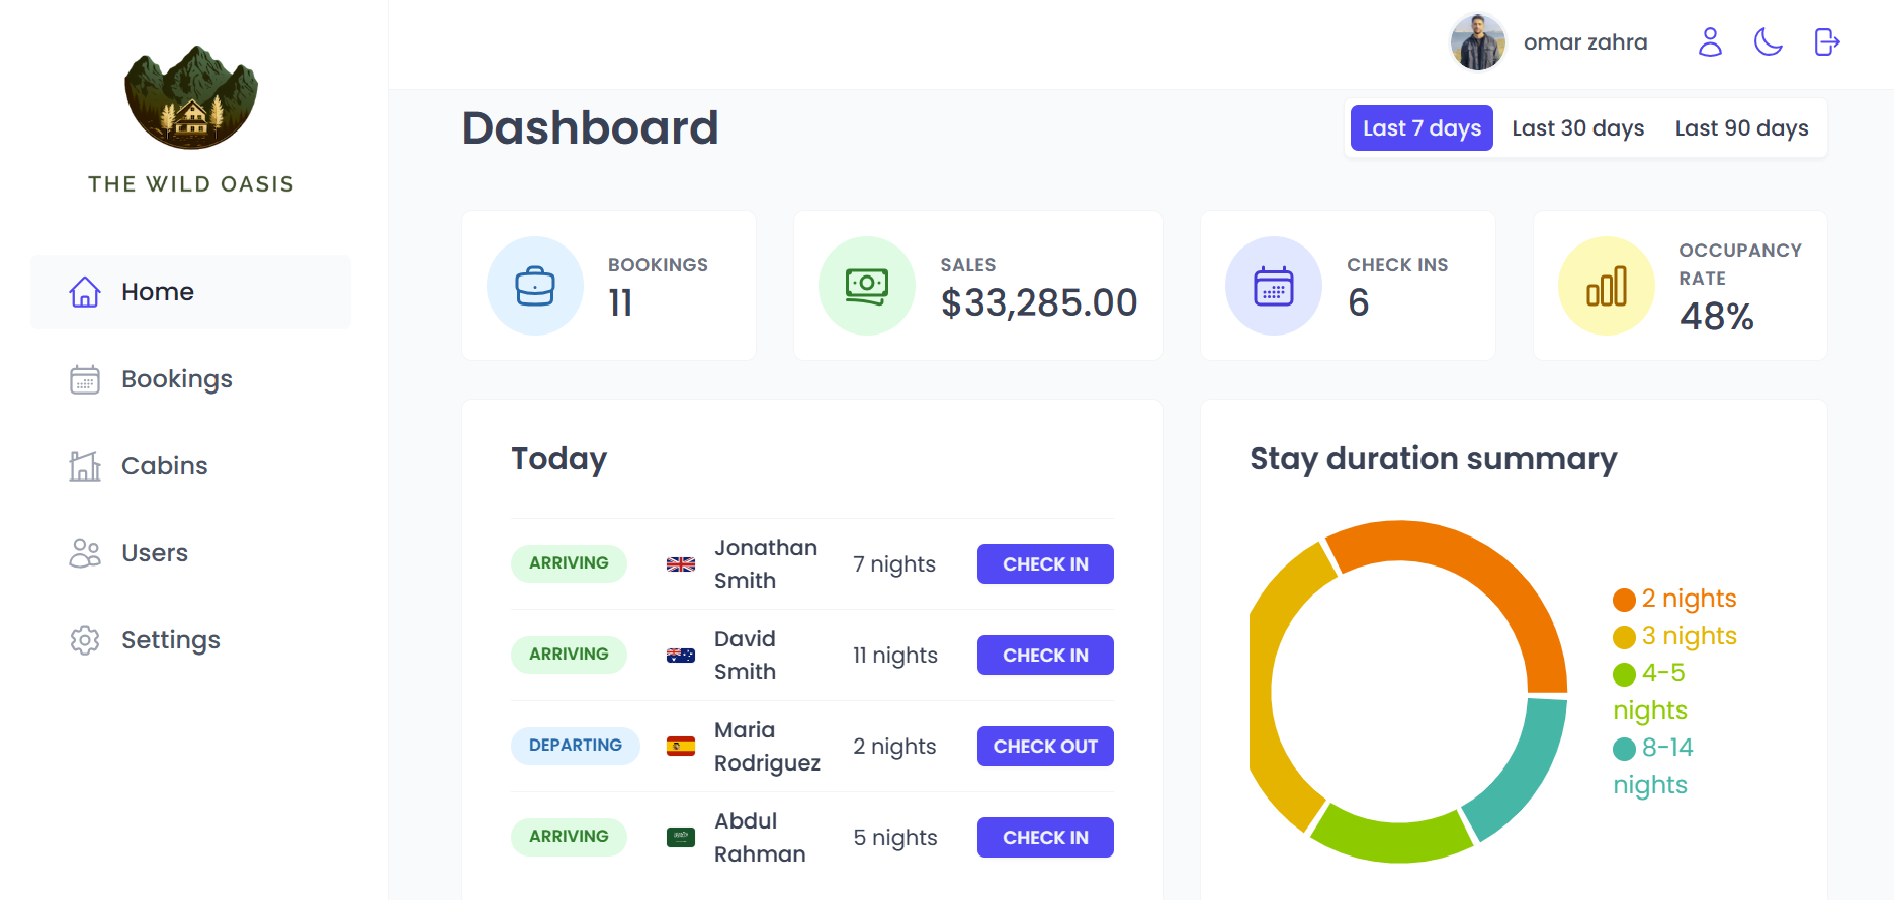 THE WILD OASIS
Home
Bookings
Cabins
Users
Settings
omar zahra
Dashboard
Last 7 days
Last 30 days
Last 90 days
BOOKINGS
11
SALES
$33,285.00
CHECK INS
6
OCCUPANCY
RATE
48%
Today
ARRIVING
Jonathan
Smith
7 nights
CHECK IN
ARRIVING
David
Smith
11 nights
CHECK IN
DEPARTING
Maria
Rodriguez
2 nights
CHECK OUT
ARRIVING
Abdul
Rahman
5 nights
CHECK IN
Stay duration summary
2 nights
3 nights
4-5
nights
8-14
nights